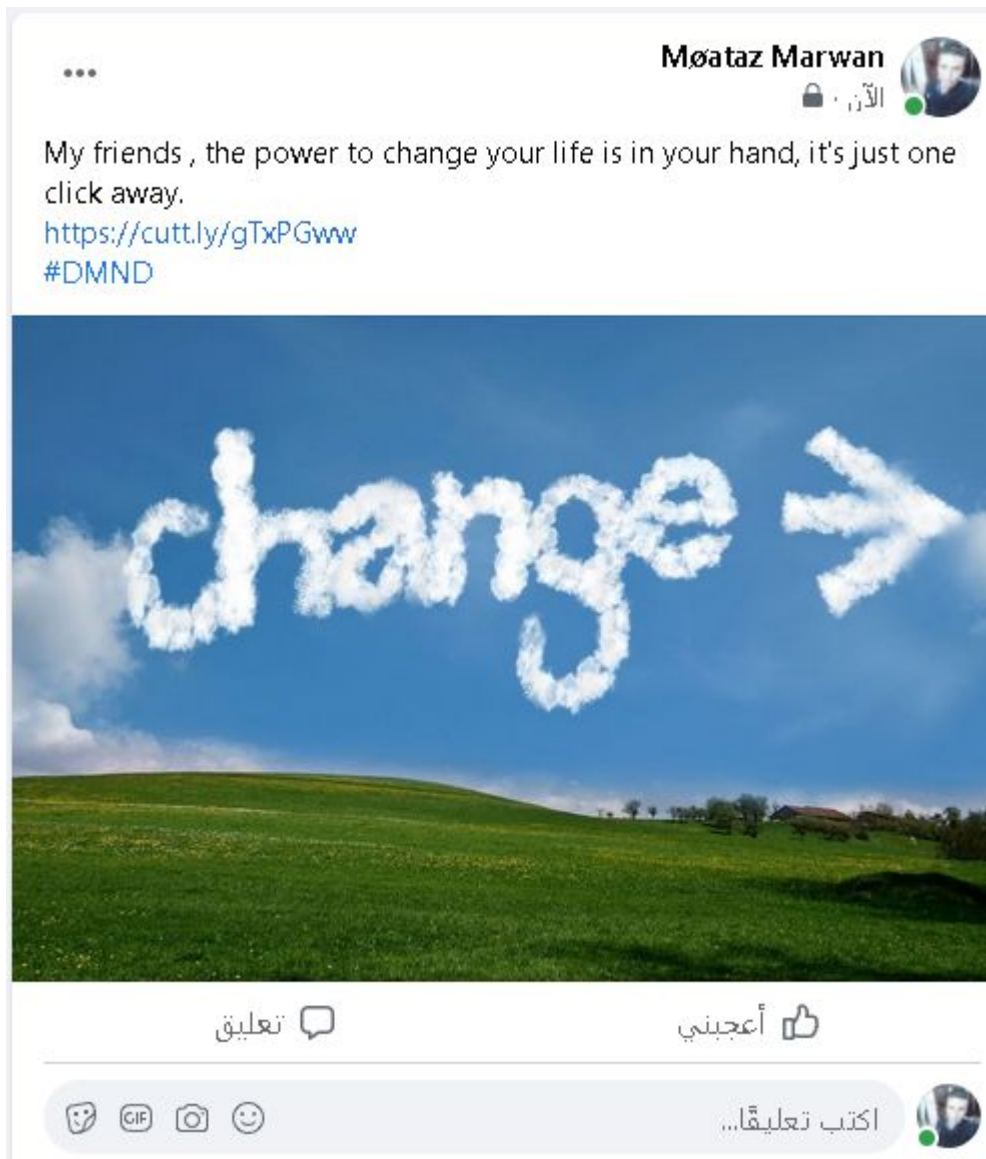 Møataz Marwan
الآن ·
My friends , the power to change your life is in your hand, it's just one
click away.
https://cutt.ly/gTxPGww
#DMND
change →
أعجبني
تعليق
اكتب تعليقًا...
GIF